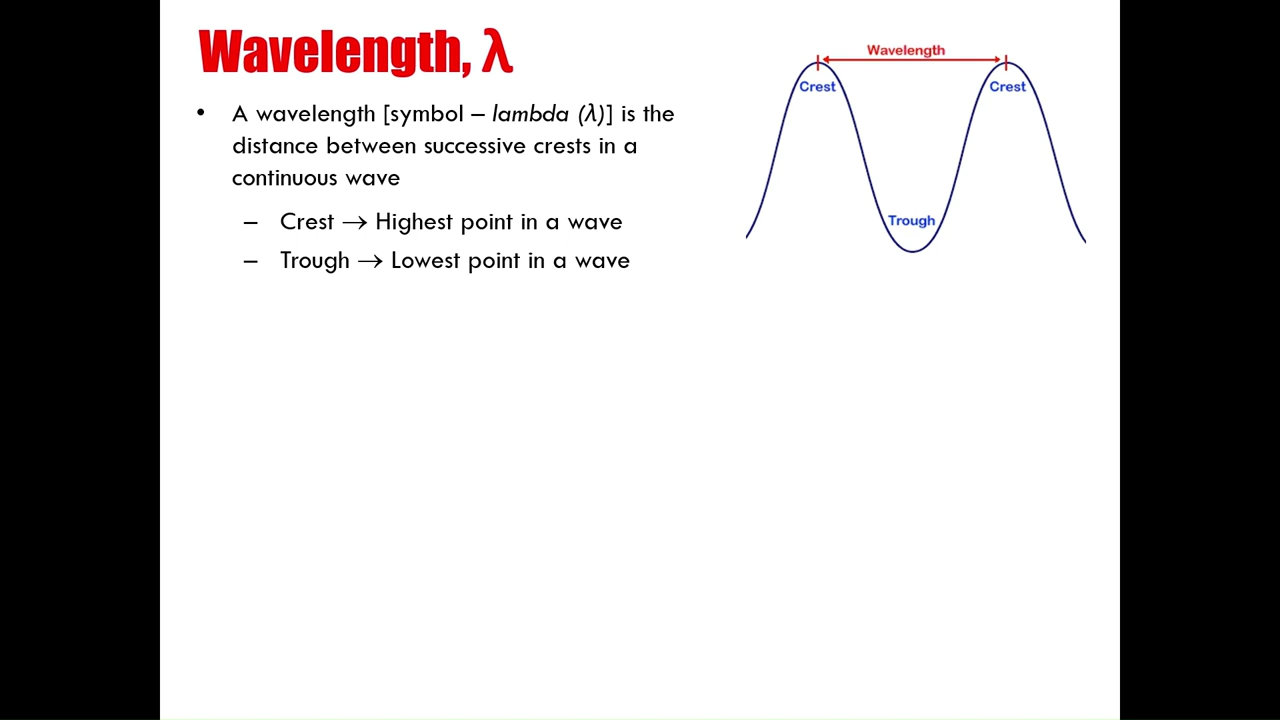 Wavelength, λ
• A wavelength [symbol – lambda (λ)] is the
distance between successive crests in a
continuous wave
– Crest → Highest point in a wave
– Trough → Lowest point in a wave
Wavelength
Crest
Crest
Trough